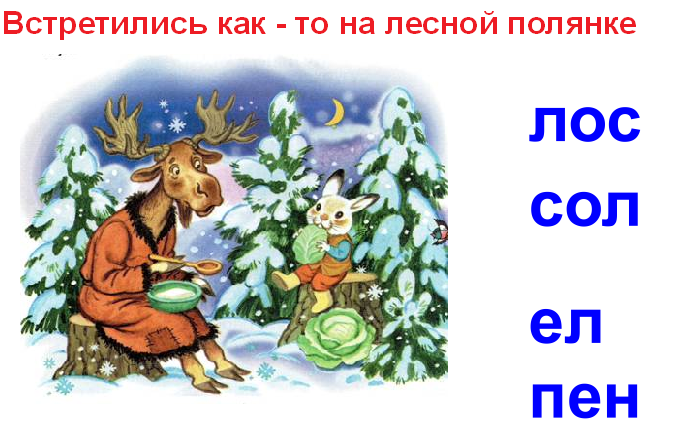 Встретились как - то на лесной полянке
лос
сол
ел
пен